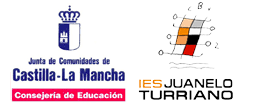 Junta de Comunidades de
Castilla-La Mancha
Consejería de Educación
IES JUANELO
TURRIANO